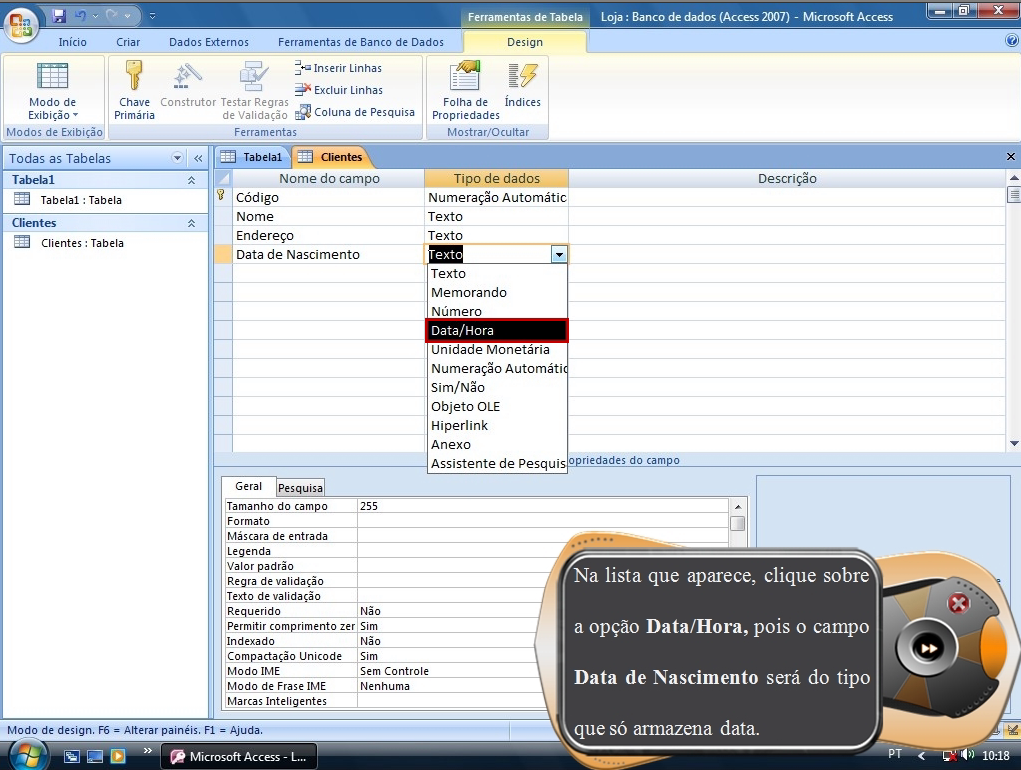 Ferramentas de Tabela
Loja : Banco de dados (Access 2007) - Microsoft Access
Início
Criar
Dados Externos
Ferramentas de Banco de Dados
Design
Modo de
Exibição
Modos de Exibição
Chave
Primária
Construtor
Testar Regras
de Validação
Inserir Linhas
Excluir Linhas
Coluna de Pesquisa
Ferramentas
Folha de
Propriedades
Índices
Mostrar/Ocultar
Todas as Tabelas
Tabela1
Tabela1 : Tabela
Clientes
Clientes : Tabela
Tabela1
Clientes
Nome do campo
Tipo de dados
Descrição
Código
Numeração Automátic
Nome
Texto
Endereço
Texto
Data de Nascimento
Texto
Texto
Memorando
Número
Data/Hora
Unidade Monetária
Numeração Automátic
Sim/Não
Objeto OLE
Hiperlink
Anexo
Assistente de Pesquis
opriedades do campo
Geral
Pesquisa
Tamanho do campo
255
Formato
Máscara de entrada
Legenda
Valor padrão
Regra de validação
Texto de validação
Requerido
Não
Permitir comprimento zer
Sim
Indexado
Não
Compactação Unicode
Sim
Modo IME
Sem Controle
Modo de Frase IME
Nenhuma
Marcas Inteligentes
Na lista que aparece, clique sobre
a opção Data/Hora, pois o campo
Data de Nascimento será do tipo
que só armazena data.
Modo de design. F6 = Alterar painéis. F1 = Ajuda.
Microsoft Access - L...
PT
10:18